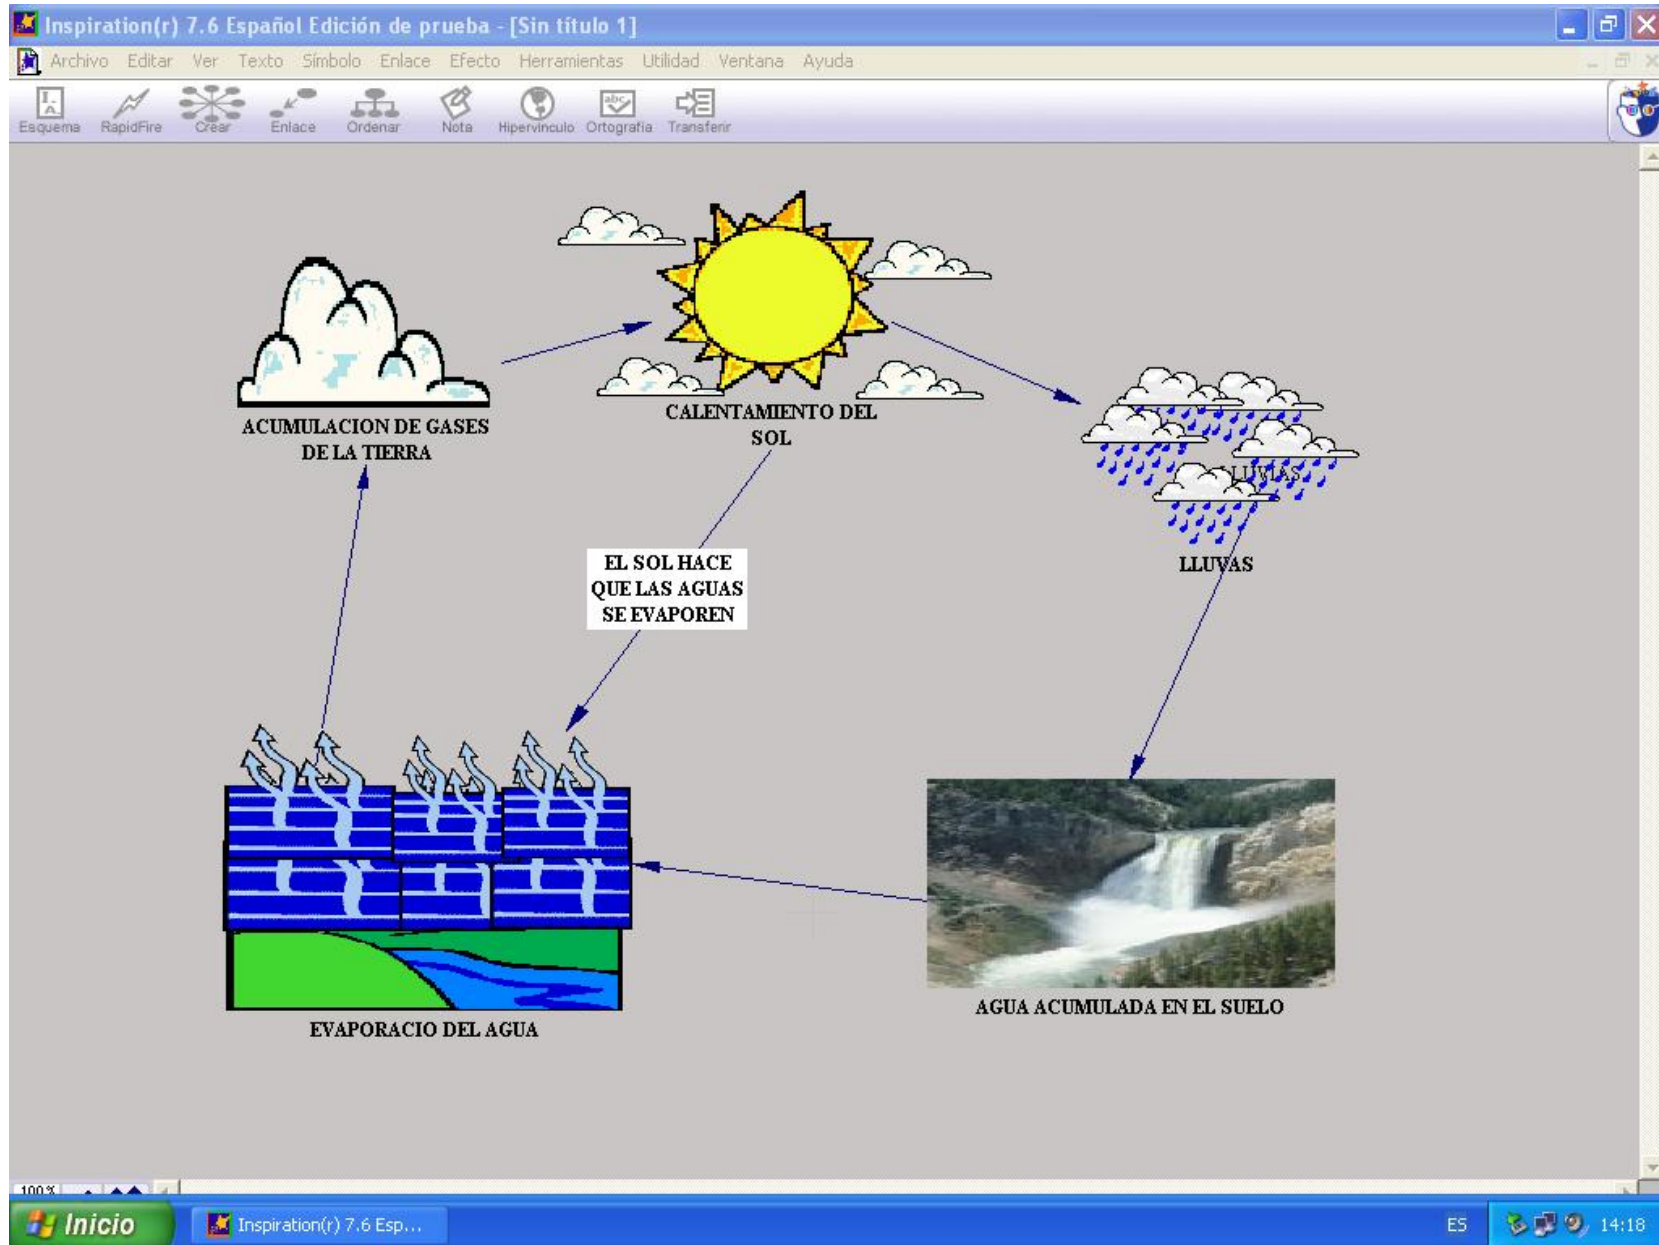 Inspiration(r) 7.6 Español Edición de prueba - [Sin título 1]
Archivo Editar Ver Texto Símbolo Enlace Efecto Herramientas Utilidad Ventana Ayuda
Esquema RapidFire Crear Enlace Ordenar Nota Hipervínculo Ortografía Transferir
ACUMULACION DE GASES
DE LA TIERRA
CALENTAMIENTO DEL
SOL
LLUVIAS
LLUVAS
EL SOL HACE
QUE LAS AGUAS
SE EVAPOREN
EVAPORACIO DEL AGUA
AGUA ACUMULADA EN EL SUELO
100%
Inicio Inspiration(r) 7.6 Esp... ES 14:18